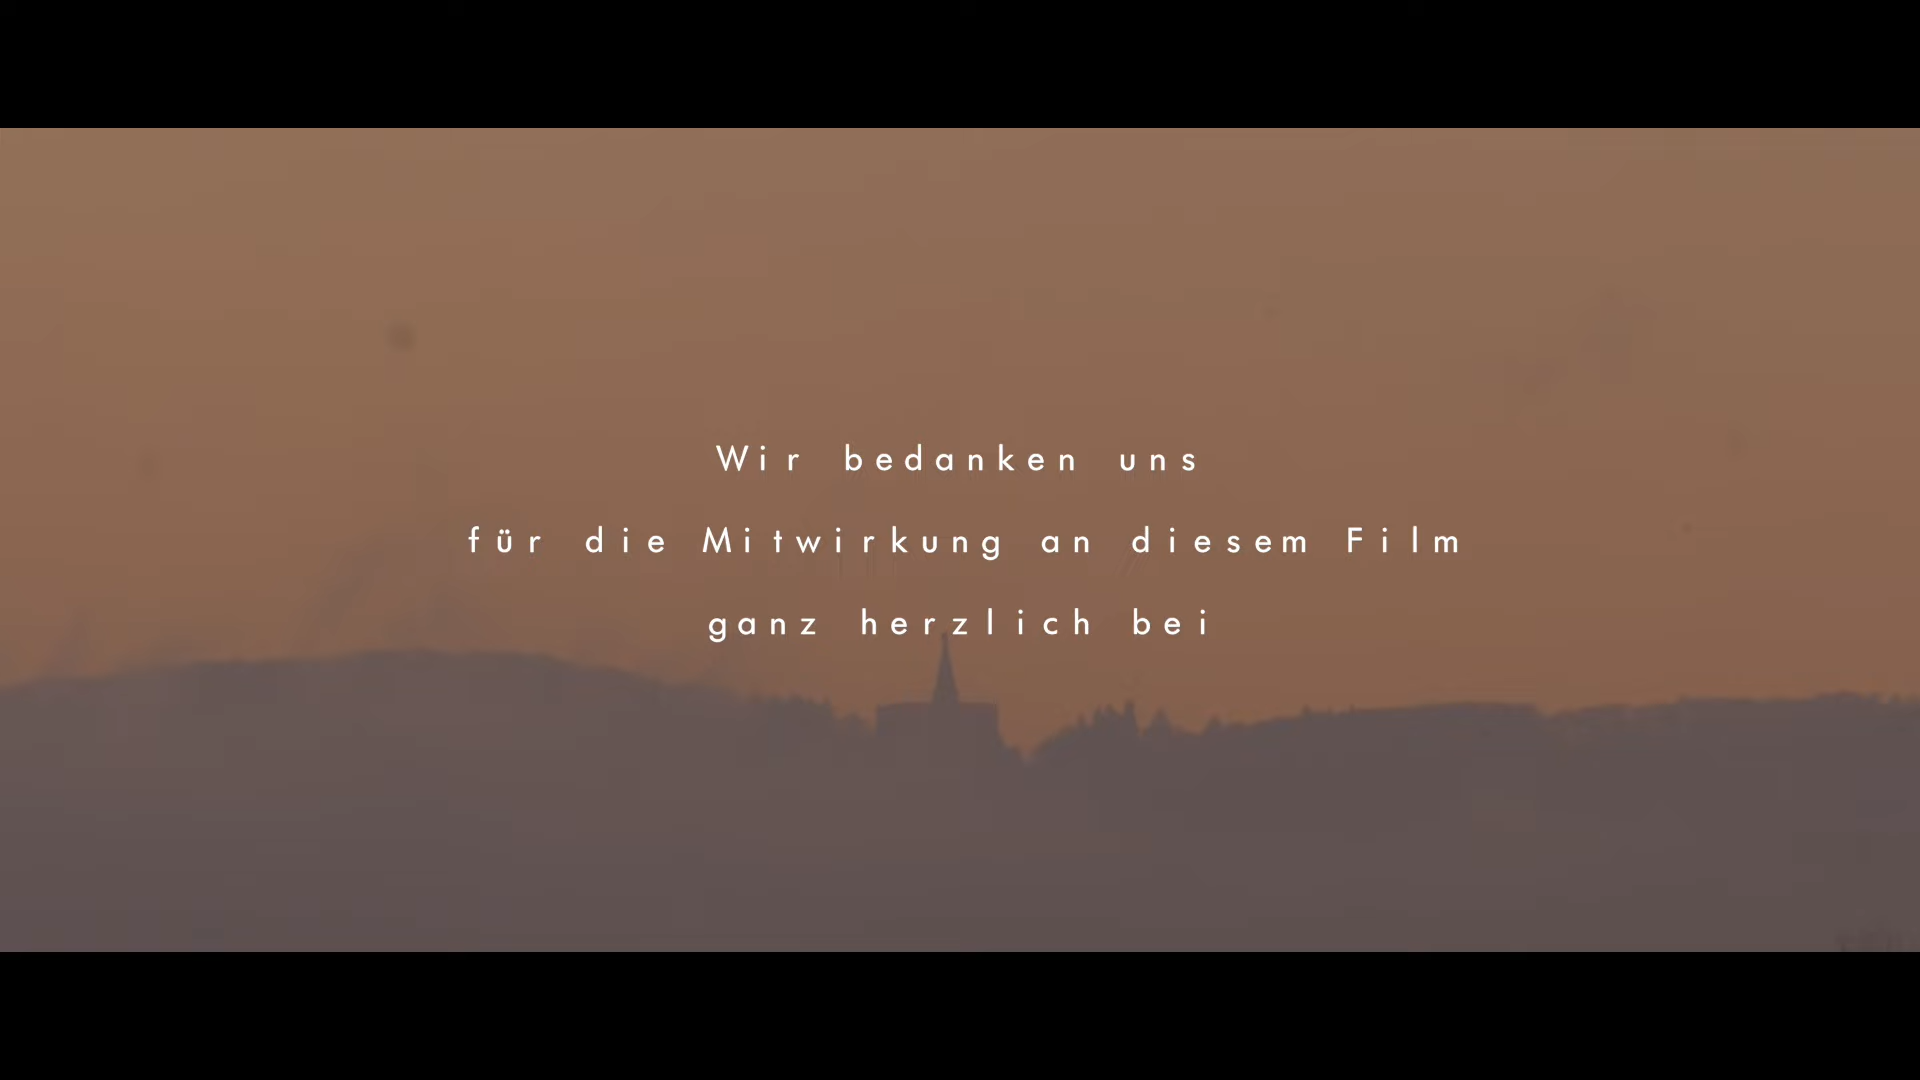 Wir bedanken uns
für die Mitwirkung an diesem Film
ganz herzlich bei